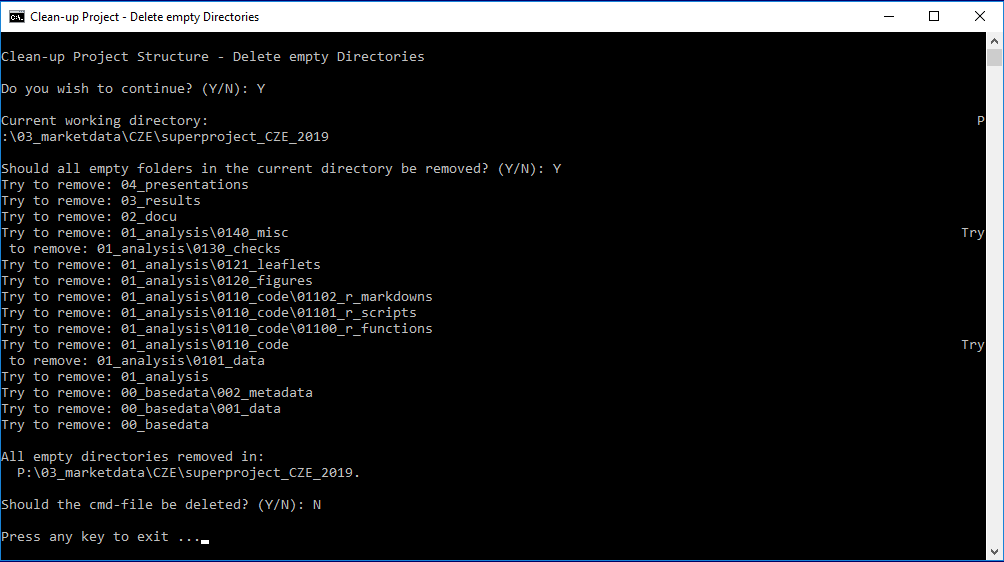 Clean-up Project - Delete empty Directories
Clean-up Project Structure - Delete empty Directories
Do you wish to continue? (Y/N): Y
Current working directory: P
:\03_marketdata\CZE\superproject_CZE_2019
Should all empty folders in the current directory be removed? (Y/N): Y
Try to remove: 04_presentations
Try to remove: 03_results
Try to remove: 02_docu
Try to remove: 01_analysis\0140_misc Try
to remove: 01_analysis\0130_checks
Try to remove: 01_analysis\0121_leaflets
Try to remove: 01_analysis\0120_figures
Try to remove: 01_analysis\0110_code\01102_r_markdowns
Try to remove: 01_analysis\0110_code\01101_r_scripts
Try to remove: 01_analysis\0110_code\01100_r_functions
Try to remove: 01_analysis\0110_code Try
to remove: 01_analysis\0101_data
Try to remove: 01_analysis
Try to remove: 00_basedata\002_metadata
Try to remove: 00_basedata\001_data
Try to remove: 00_basedata
All empty directories removed in:
P:\03_marketdata\CZE\superproject_CZE_2019.
Should the cmd-file be deleted? (Y/N): N
Press any key to exit ...